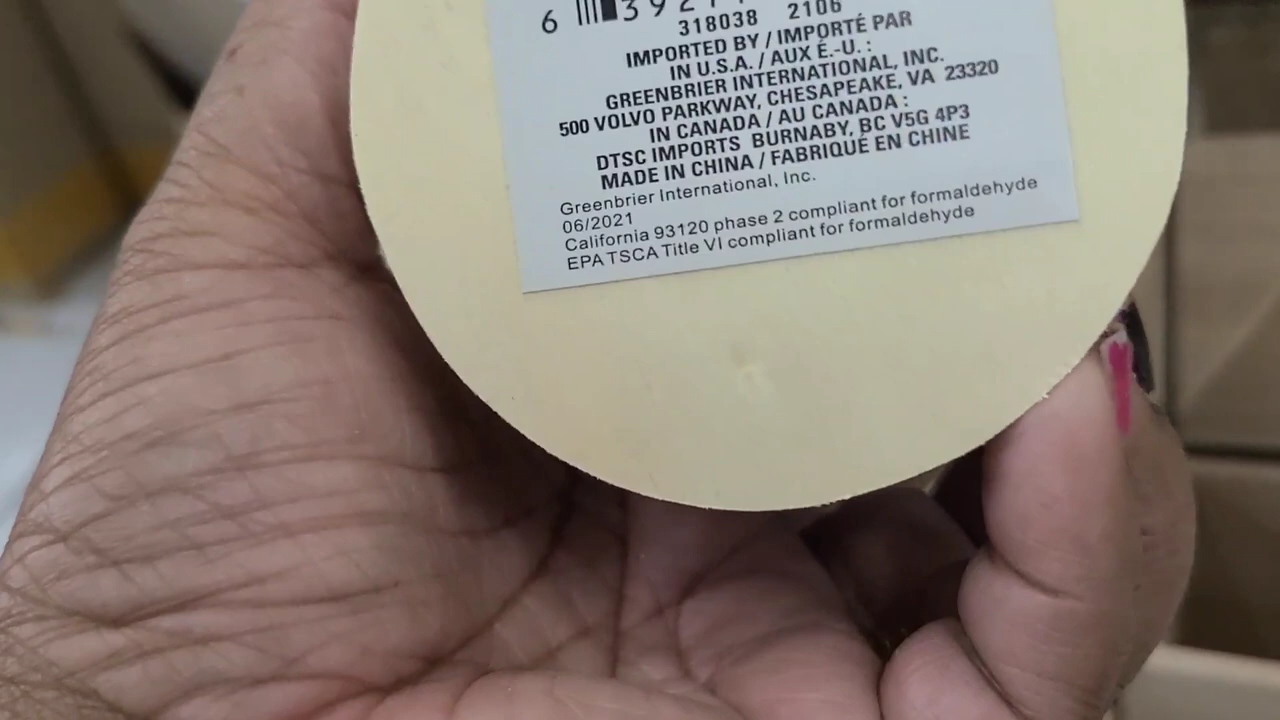 6
318038 2106
IMPORTED BY / IMPORTÉ PAR
IN U.S.A. / AUX É.-U. :
GREENBRIER INTERNATIONAL, INC.
500 VOLVO PARKWAY, CHESAPEAKE, VA 23320
IN CANADA / AU CANADA :
DTSC IMPORTS BURNABY, BC V5G 4P3
MADE IN CHINA / FABRIQUÉ EN CHINE
Greenbrier International, Inc.
06/2021
California 93120 phase 2 compliant for formaldehyde
EPA TSCA Title VI compliant for formaldehyde